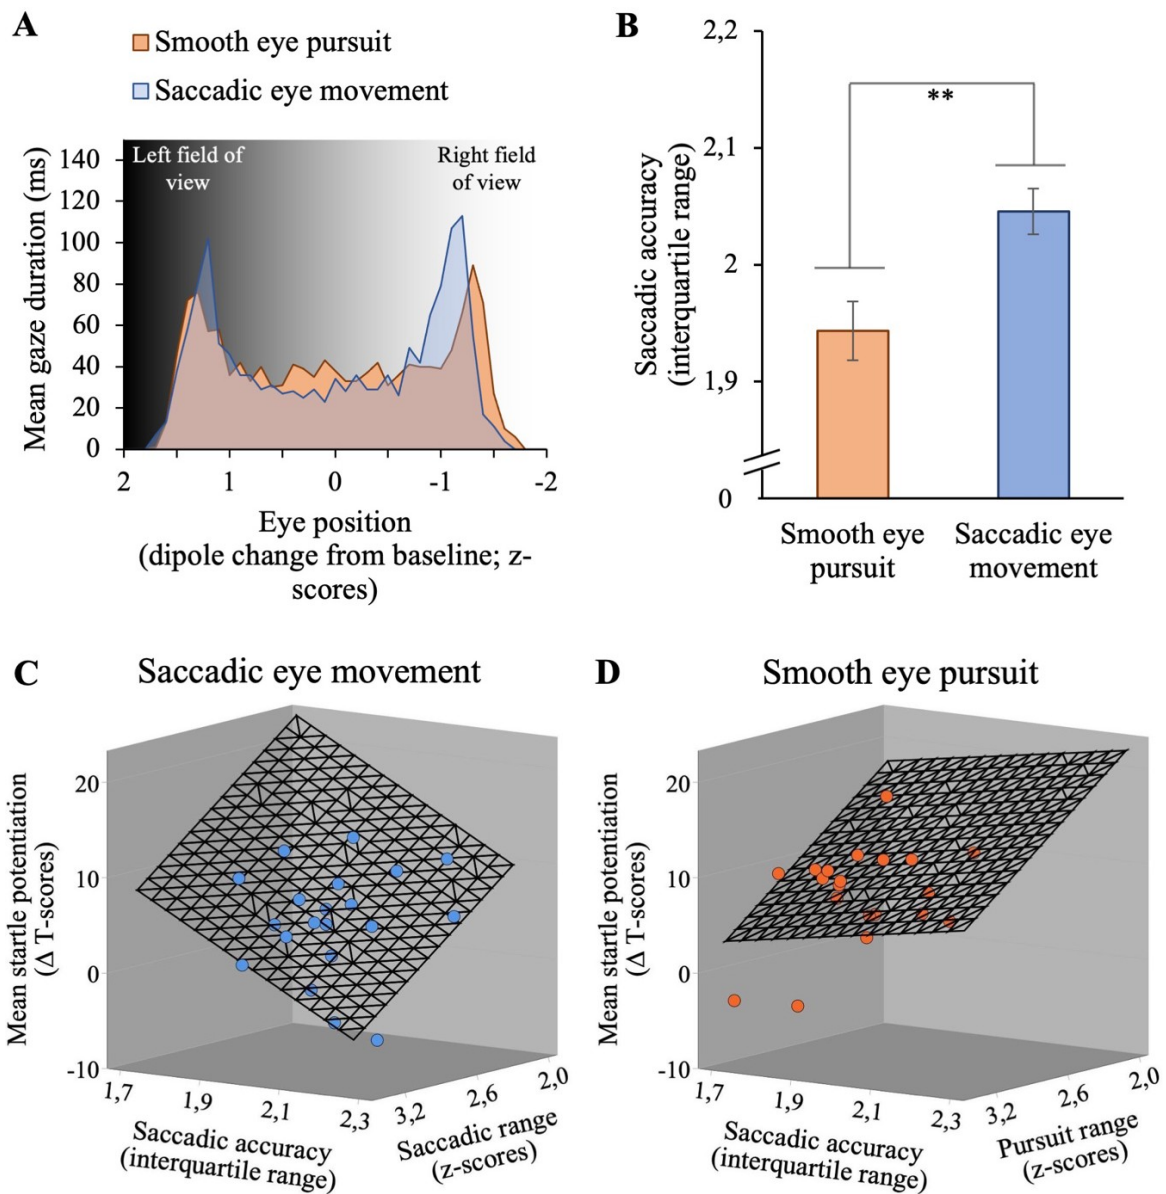 A
Smooth eye pursuit
Saccadic eye movement
Mean gaze duration (ms)
140
120
100
80
60
40
20
0
Left field of
view
Right field
of view
2
1
0
-1
-2
Eye position
(dipole change from baseline; z-
scores)
B
Saccadic accuracy
(interquartile range)
2,2
2,1
2
1,9
0
**
Smooth eye
pursuit
Saccadic eye
movement
C
Saccadic eye movement
Mean startle potentiation
(Δ T-scores)
20
10
0
-10
1,7
1,9
2,1
2,3
Saccadic accuracy
(interquartile range)
3,2
2,6
2,0
Saccadic range
(z-scores)
D
Smooth eye pursuit
Mean startle potentiation
(Δ T-scores)
20
10
0
-10
1,7
1,9
2,1
2,3
Saccadic accuracy
(interquartile range)
3,2
2,6
2,0
Pursuit range
(z-scores)